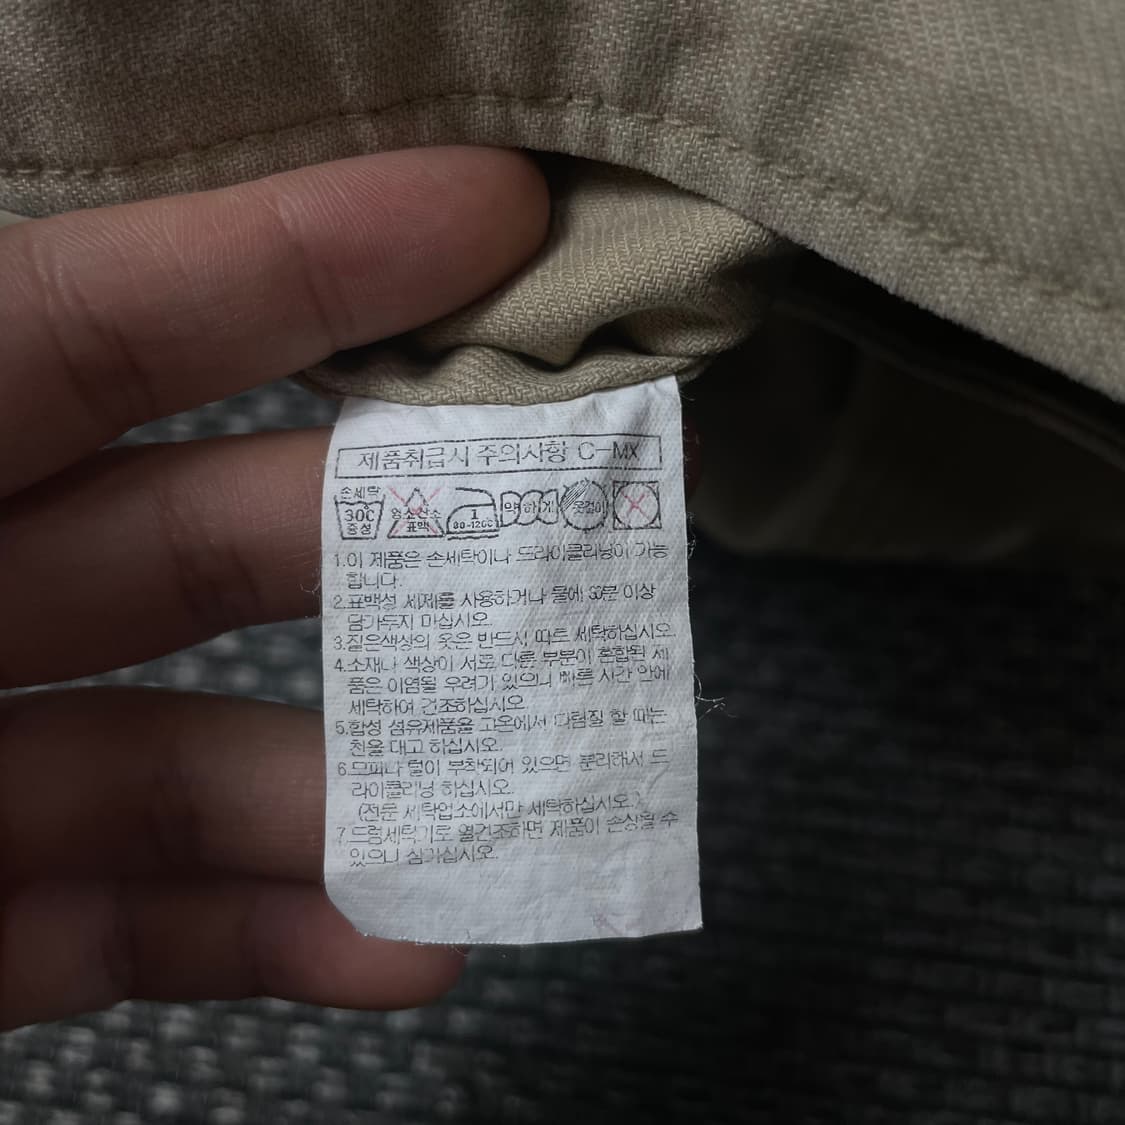 제품취급시 주의사항 C-MX
손세탁
30℃
중성
염소산소
표백
1
80-120℃
약하게
옷걸이
1.이 제품은 손세탁이나 드라이클리닝이 가능
합니다.
2.표백성 세제를 사용하거나 물에 30분 이상
담가두지 마십시오.
3.짙은색상의 옷은 반드시 따로 세탁하십시오.
4.소재나 색상이 서로 다른 부분이 혼합된 제
품은 이염될 우려가 있으니 빠른 시간 안에
세탁하여 건조하십시오
5.합성 섬유제품을 고온에서 다림질 할 때는
천을 대고 하십시오.
6.모피나 털이 부착되어 있으면 분리해서 드
라이클리닝 하십시오.
(전문 세탁업소에서만 세탁하십시오.)
7.드럼세탁기로 열건조하면 제품이 손상될 수
있으니 삼가십시오.